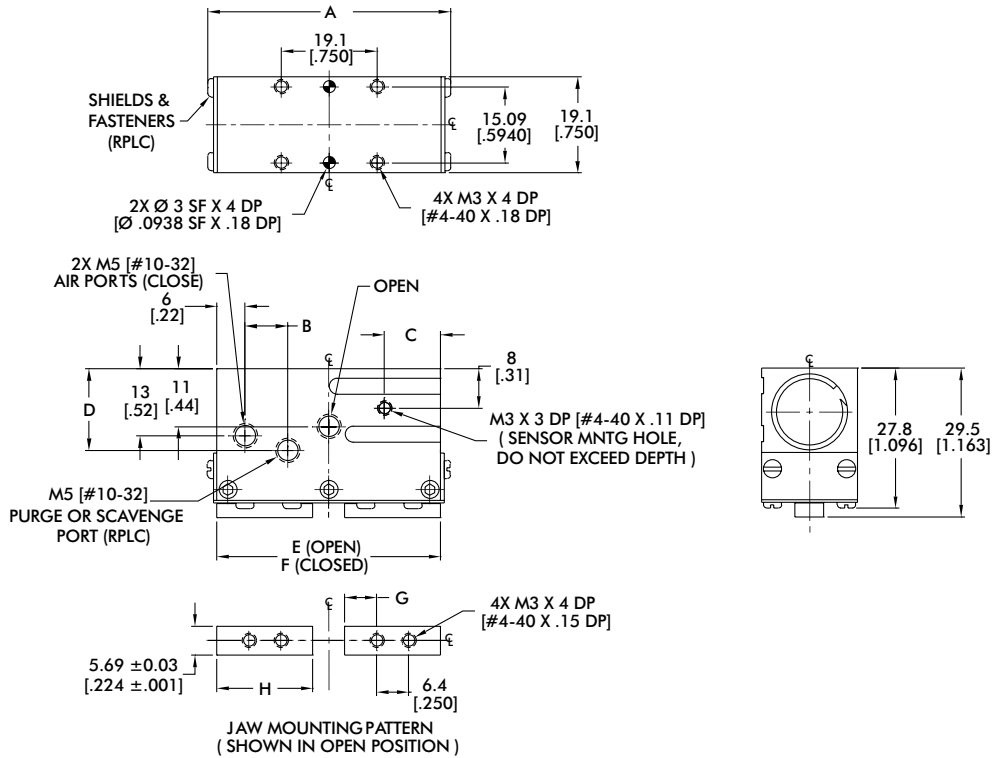 A
19.1
[.750]
SHIELDS &
FASTENERS
(RPLC)
15.09
[.5940]
19.1
[.750]
℄
℄
2X Ø 3 SF X 4 DP
[Ø .0938 SF X .18 DP]
4X M3 X 4 DP
[#4-40 X .18 DP]
2X M5 [#10-32]
AIR PORTS (CLOSE)
6
[.22]
B
OPEN
C
℄
8
[.31]
D
13
[.52]
11
[.44]
M3 X 3 DP [#4-40 X .11 DP]
( SENSOR MNTG HOLE,
DO NOT EXCEED DEPTH )
M5 [#10-32]
PURGE OR SCAVENGE
PORT (RPLC)
E (OPEN)
F (CLOSED)
℄
27.8
[1.096]
29.5
[1.163]
℄
G
4X M3 X 4 DP
[#4-40 X .15 DP]
℄
5.69 ±0.03
[.224 ±.001]
H
6.4
[.250]
JAW MOUNTING PATTERN
( SHOWN IN OPEN POSITION )